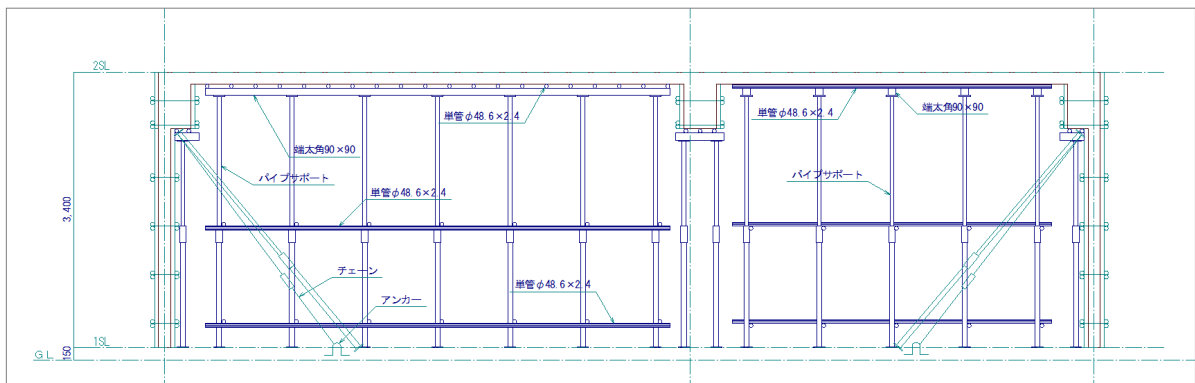 2SL
単管φ48.6×2.4
端太角90×90
単管φ48.6×2.4
端太角90×90
パイプサポート
パイプサポート
単管φ48.6×2.4
3,400
チェーン
単管φ48.6×2.4
アンカー
1SL
GL
150